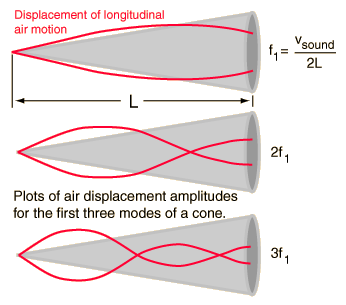 Displacement of longitudinal
air motion
f1 = vsound
2L
L
2f1
Plots of air displacement amplitudes
for the first three modes of a cone.
3f1